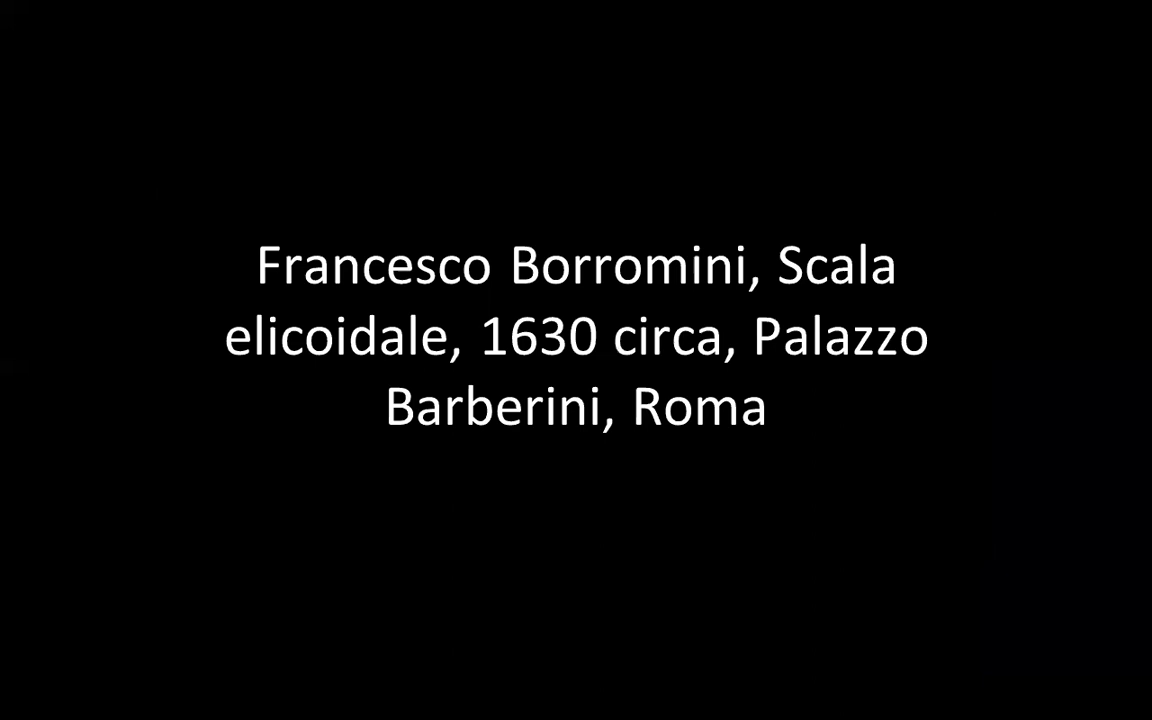 Francesco Borromini, Scala
elicoidale, 1630 circa, Palazzo
Barberini, Roma